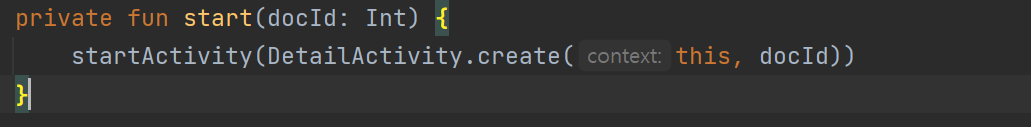 private fun start(docId: Int) {
startActivity(DetailActivity.create( context: this, docId))
}